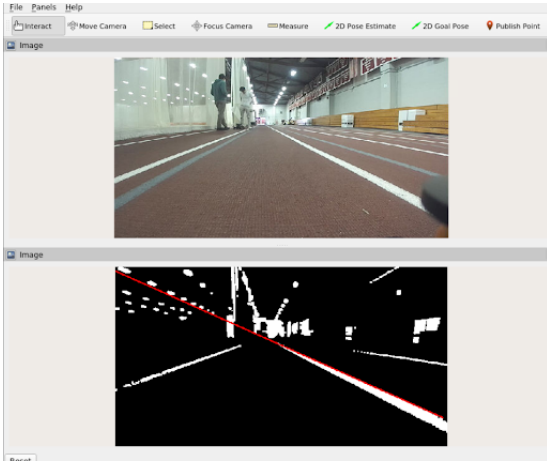 File Panels Help
Interact Move Camera Select Focus Camera Measure 2D Pose Estimate 2D Goal Pose Publish Point
Image
Image
Reset